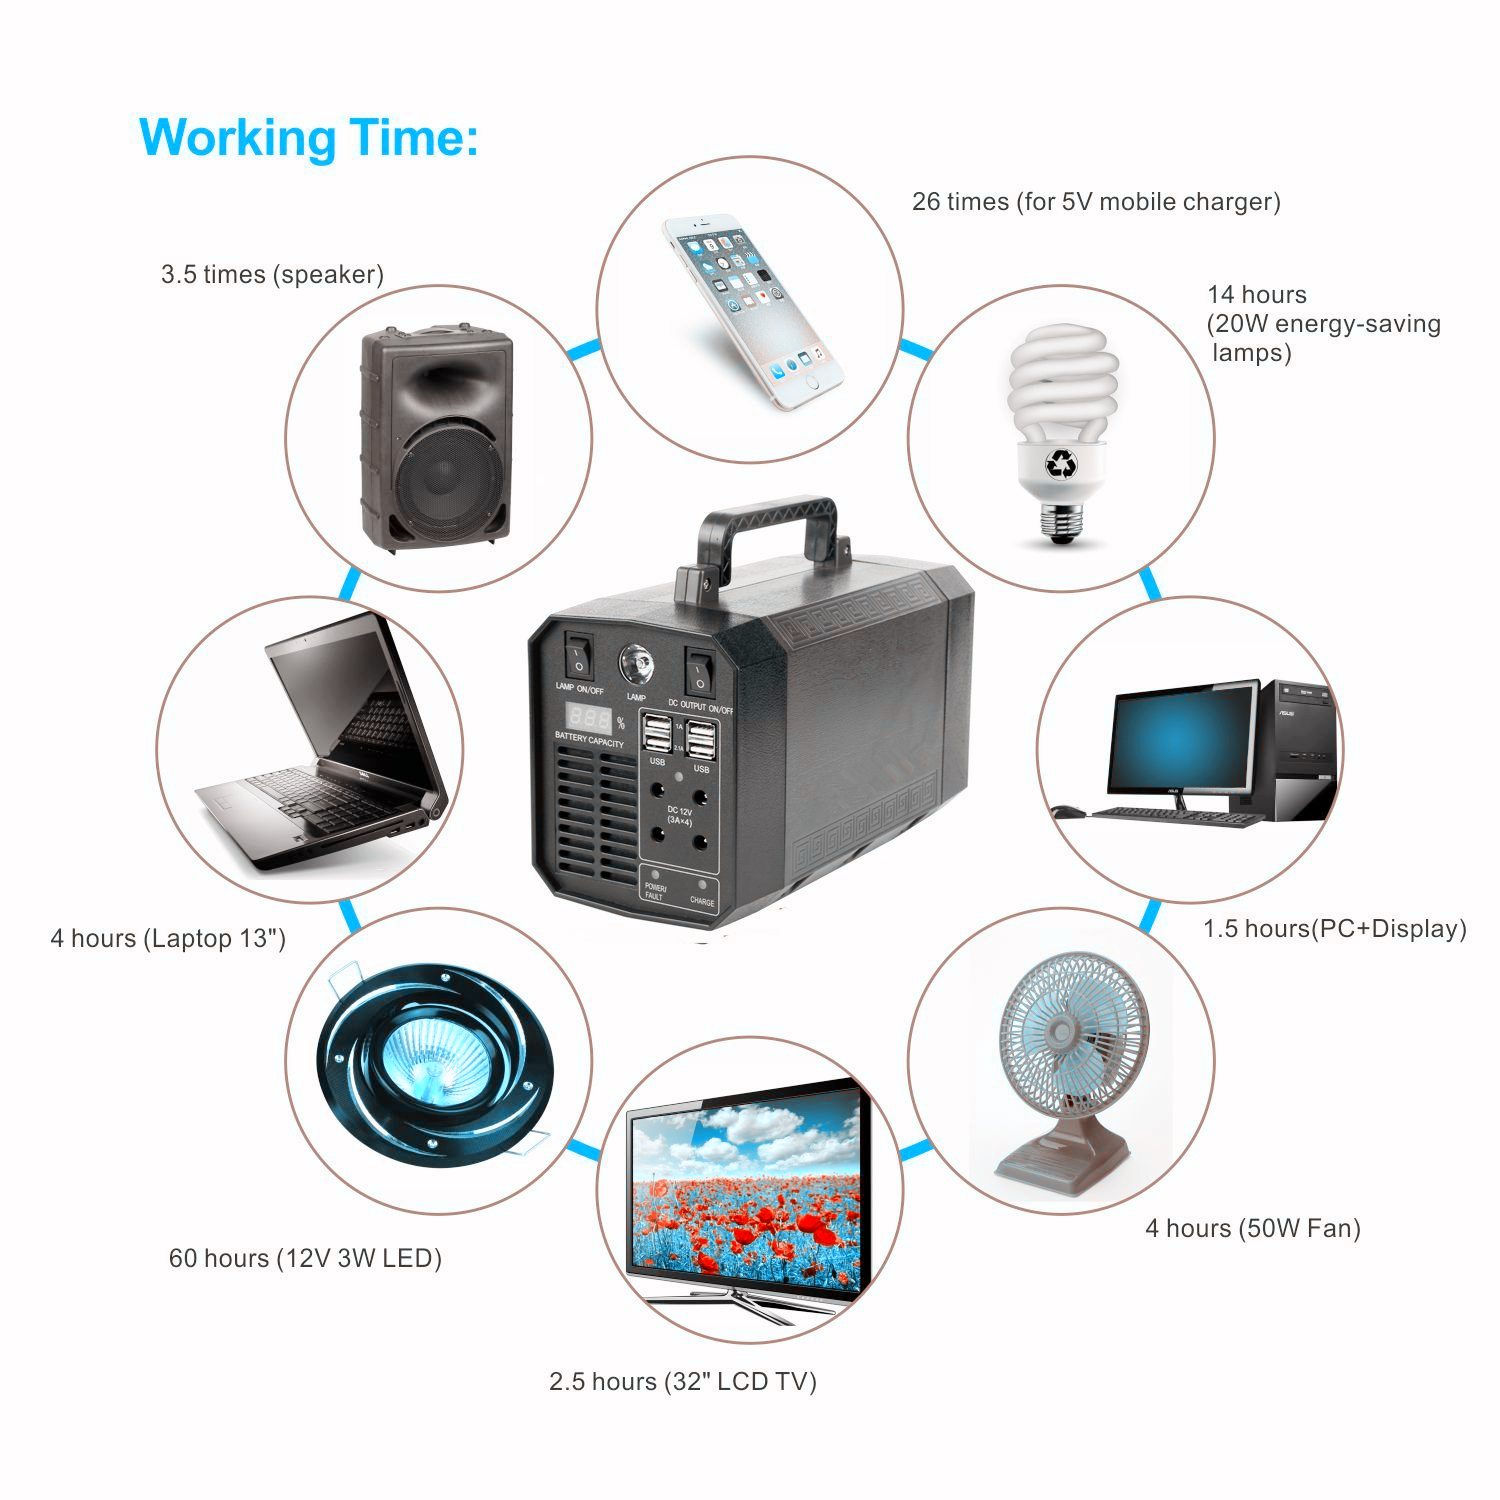 Working Time:
26 times (for 5V mobile charger)
3.5 times (speaker)
14 hours
(20W energy-saving
lamps)
LAMP ON/OFF
LAMP
DC OUTPUT ON/OFF
888 %
BATTERY CAPACITY
1A
2.1A
USB
USB
DC 12V
(3A×4)
POWER/
FAULT
CHARGE
ASUS
ASUS
4 hours (Laptop 13")
1.5 hours(PC+Display)
60 hours (12V 3W LED)
4 hours (50W Fan)
2.5 hours (32" LCD TV)